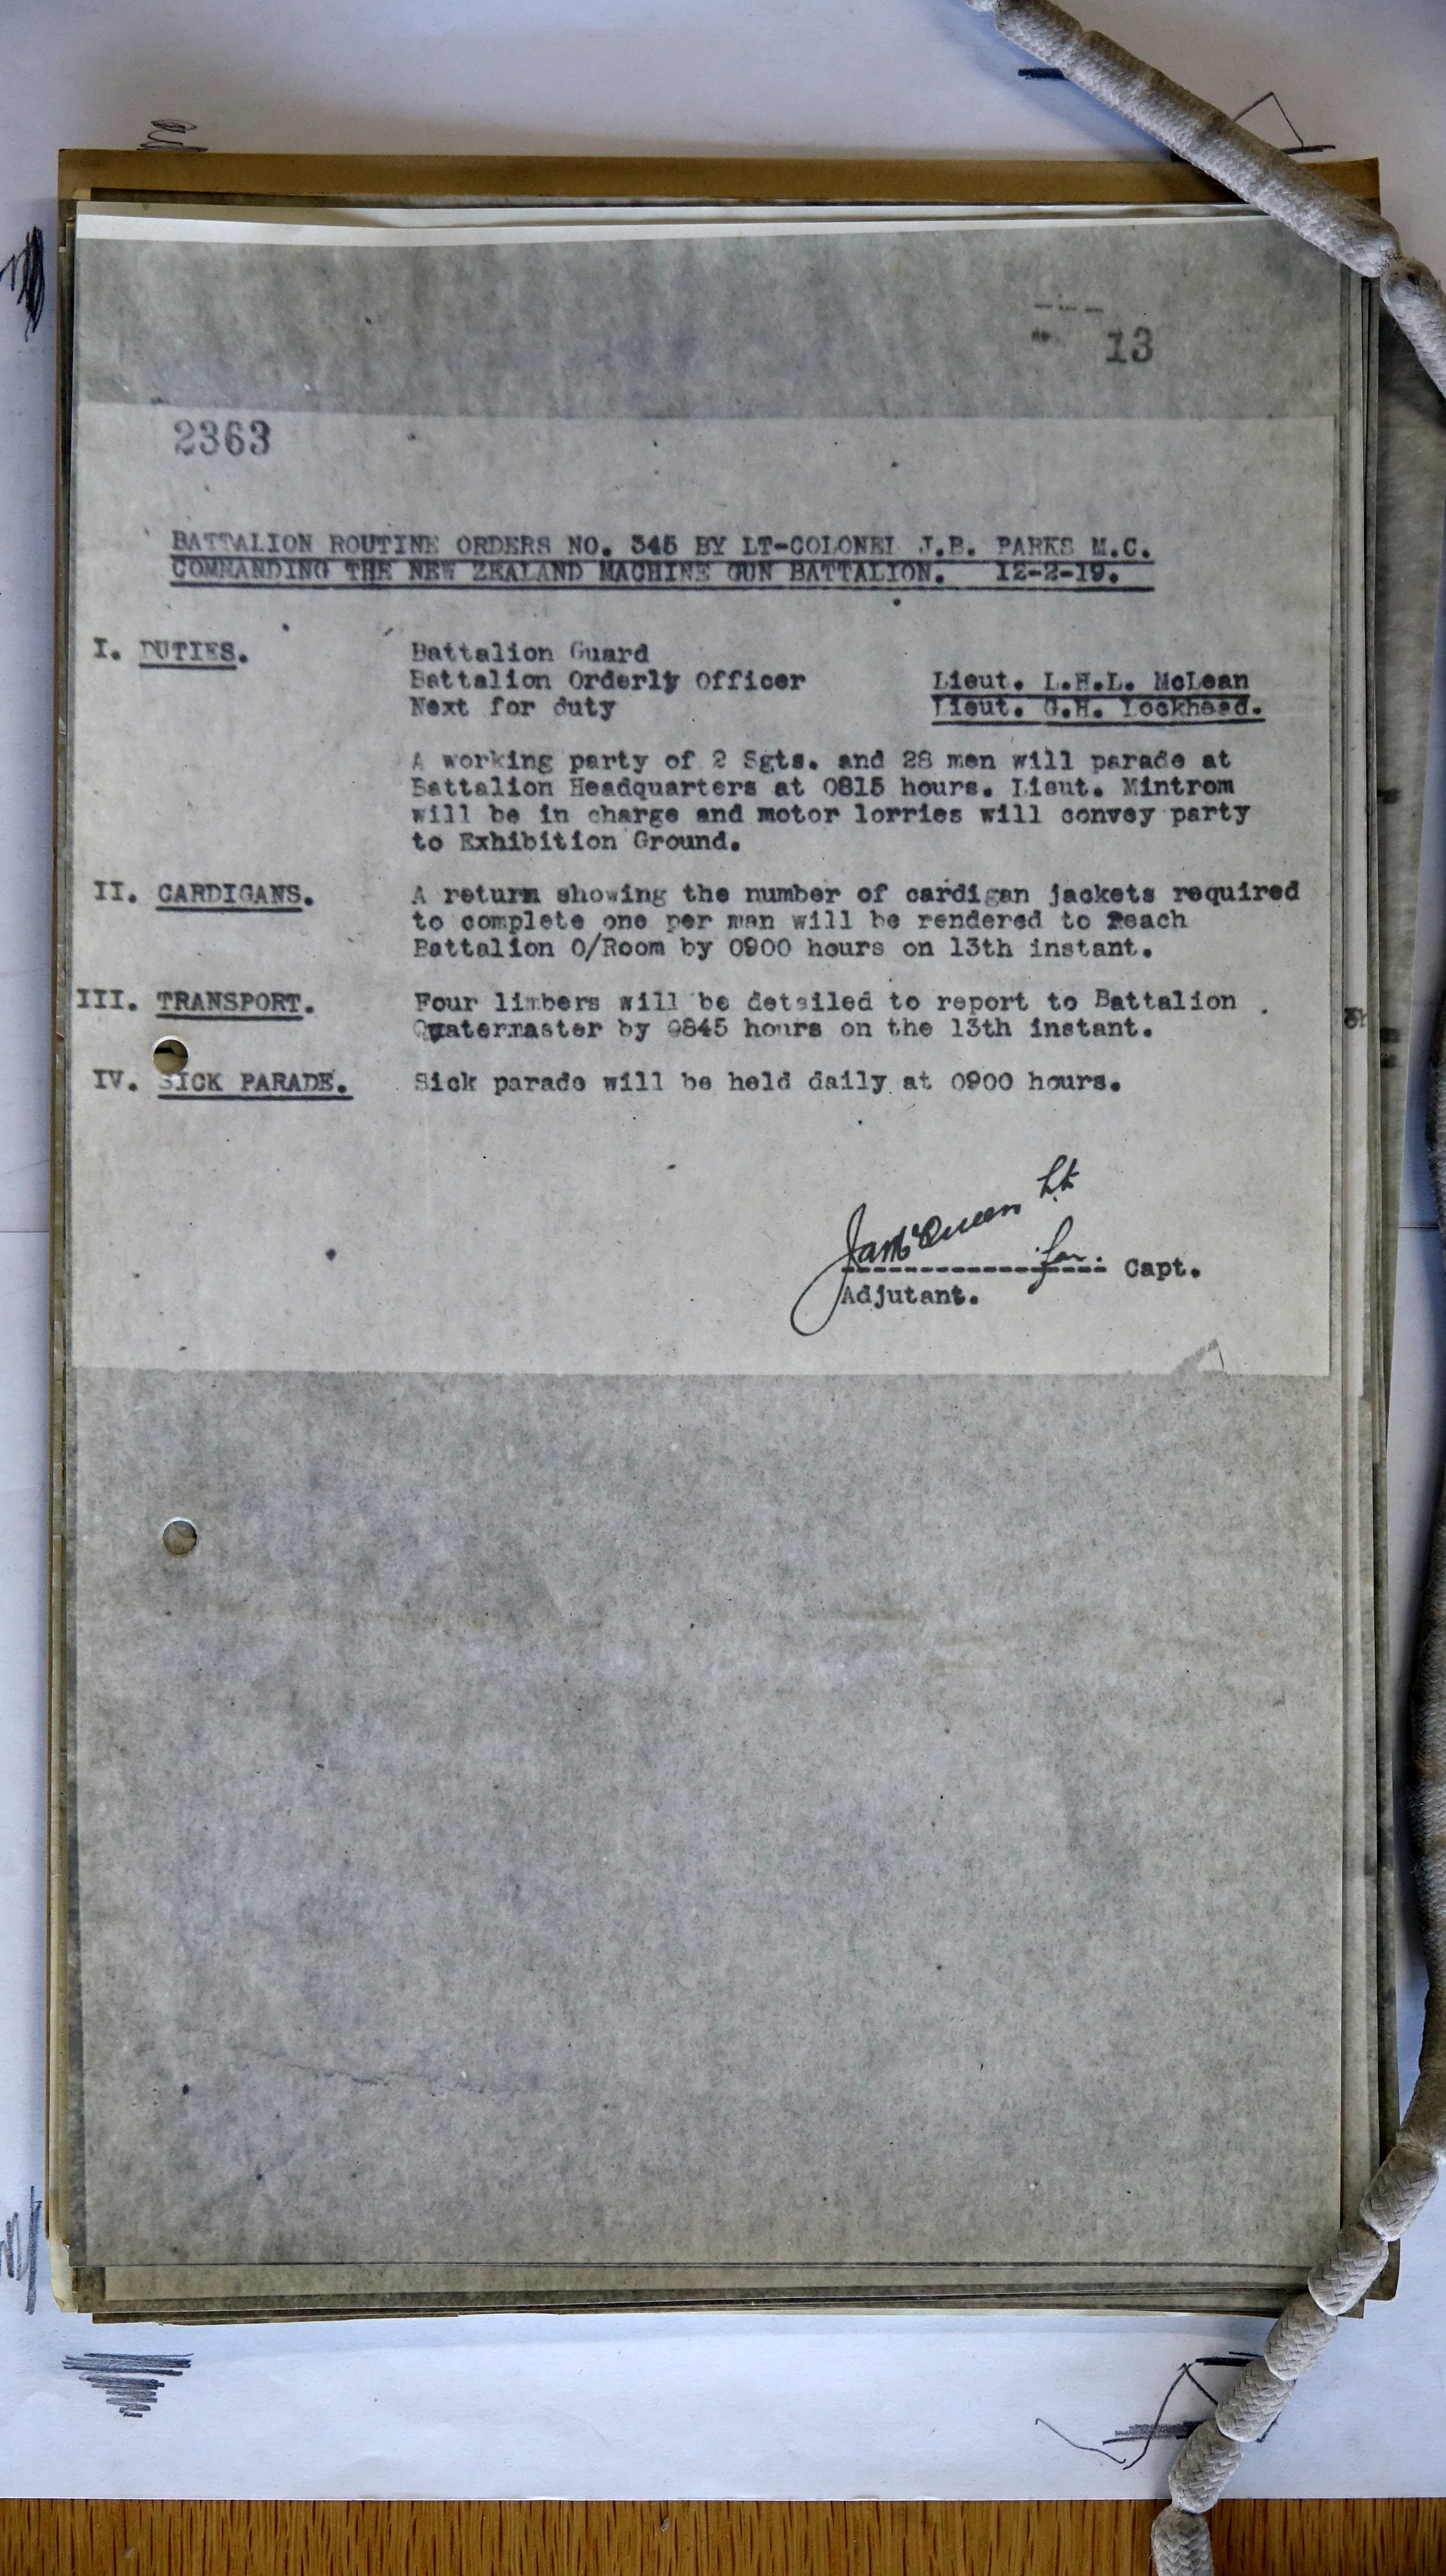 13
2363
BATTALION ROUTINE ORDERS NO. 345 BY LT-COLONEL J.B. PARKS M.C.
COMMANDING THE NEW ZEALAND MACHINE GUN BATTALION. 12-2-19.
I. DUTIES. Battalion Guard
Battalion Orderly Officer Lieut. L.H.L. McLean
Next for duty Lieut. G.H. Lockhead.
A working party of 2 Sgts. and 28 men will parade at
Battalion Headquarters at 0815 hours. Lieut. Mintrom
will be in charge and motor lorries will convey party
to Exhibition Ground.
II. CARDIGANS. A return showing the number of cardigan jackets required
to complete one per man will be rendered to reach
Battalion O/Room by 0900 hours on 13th instant.
III. TRANSPORT. Four limbers will be detailed to report to Battalion
Quatermaster by 0845 hours on the 13th instant.
IV. SICK PARADE. Sick parade will be held daily at 0900 hours.
McQueen Lt
for. Capt.
Adjutant.